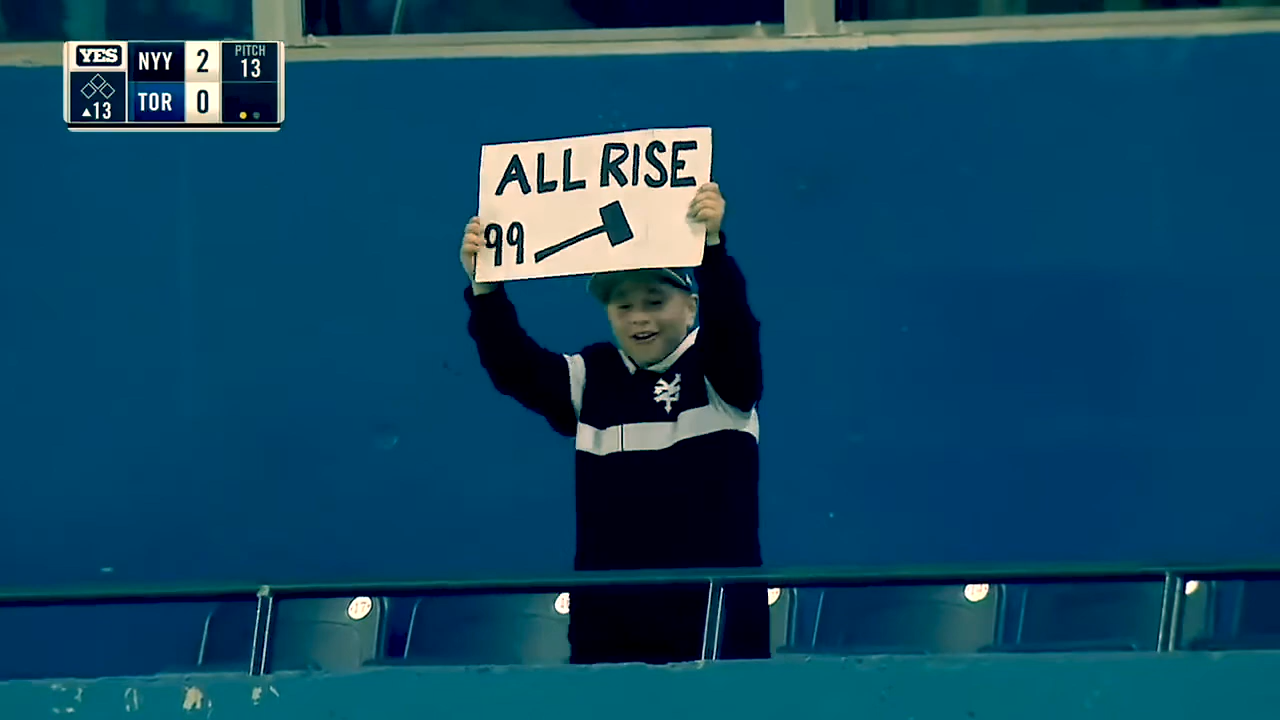 YES
NYY 2
TOR 0
PITCH
13
▲13
ALL RISE
99